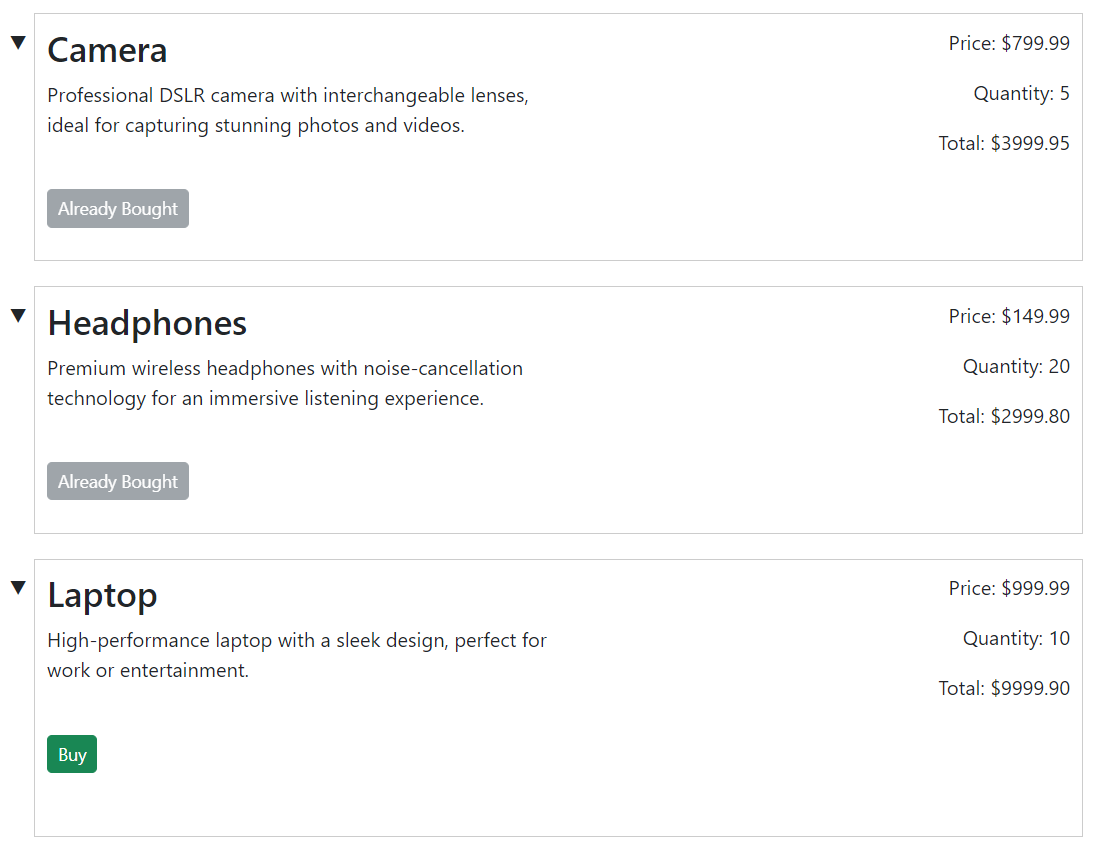 Camera
Price: $799.99
Professional DSLR camera with interchangeable lenses,
ideal for capturing stunning photos and videos.
Quantity: 5
Total: $3999.95
Already Bought
Headphones
Price: $149.99
Premium wireless headphones with noise-cancellation
technology for an immersive listening experience.
Quantity: 20
Total: $2999.80
Already Bought
Laptop
Price: $999.99
High-performance laptop with a sleek design, perfect for
work or entertainment.
Quantity: 10
Total: $9999.90
Buy